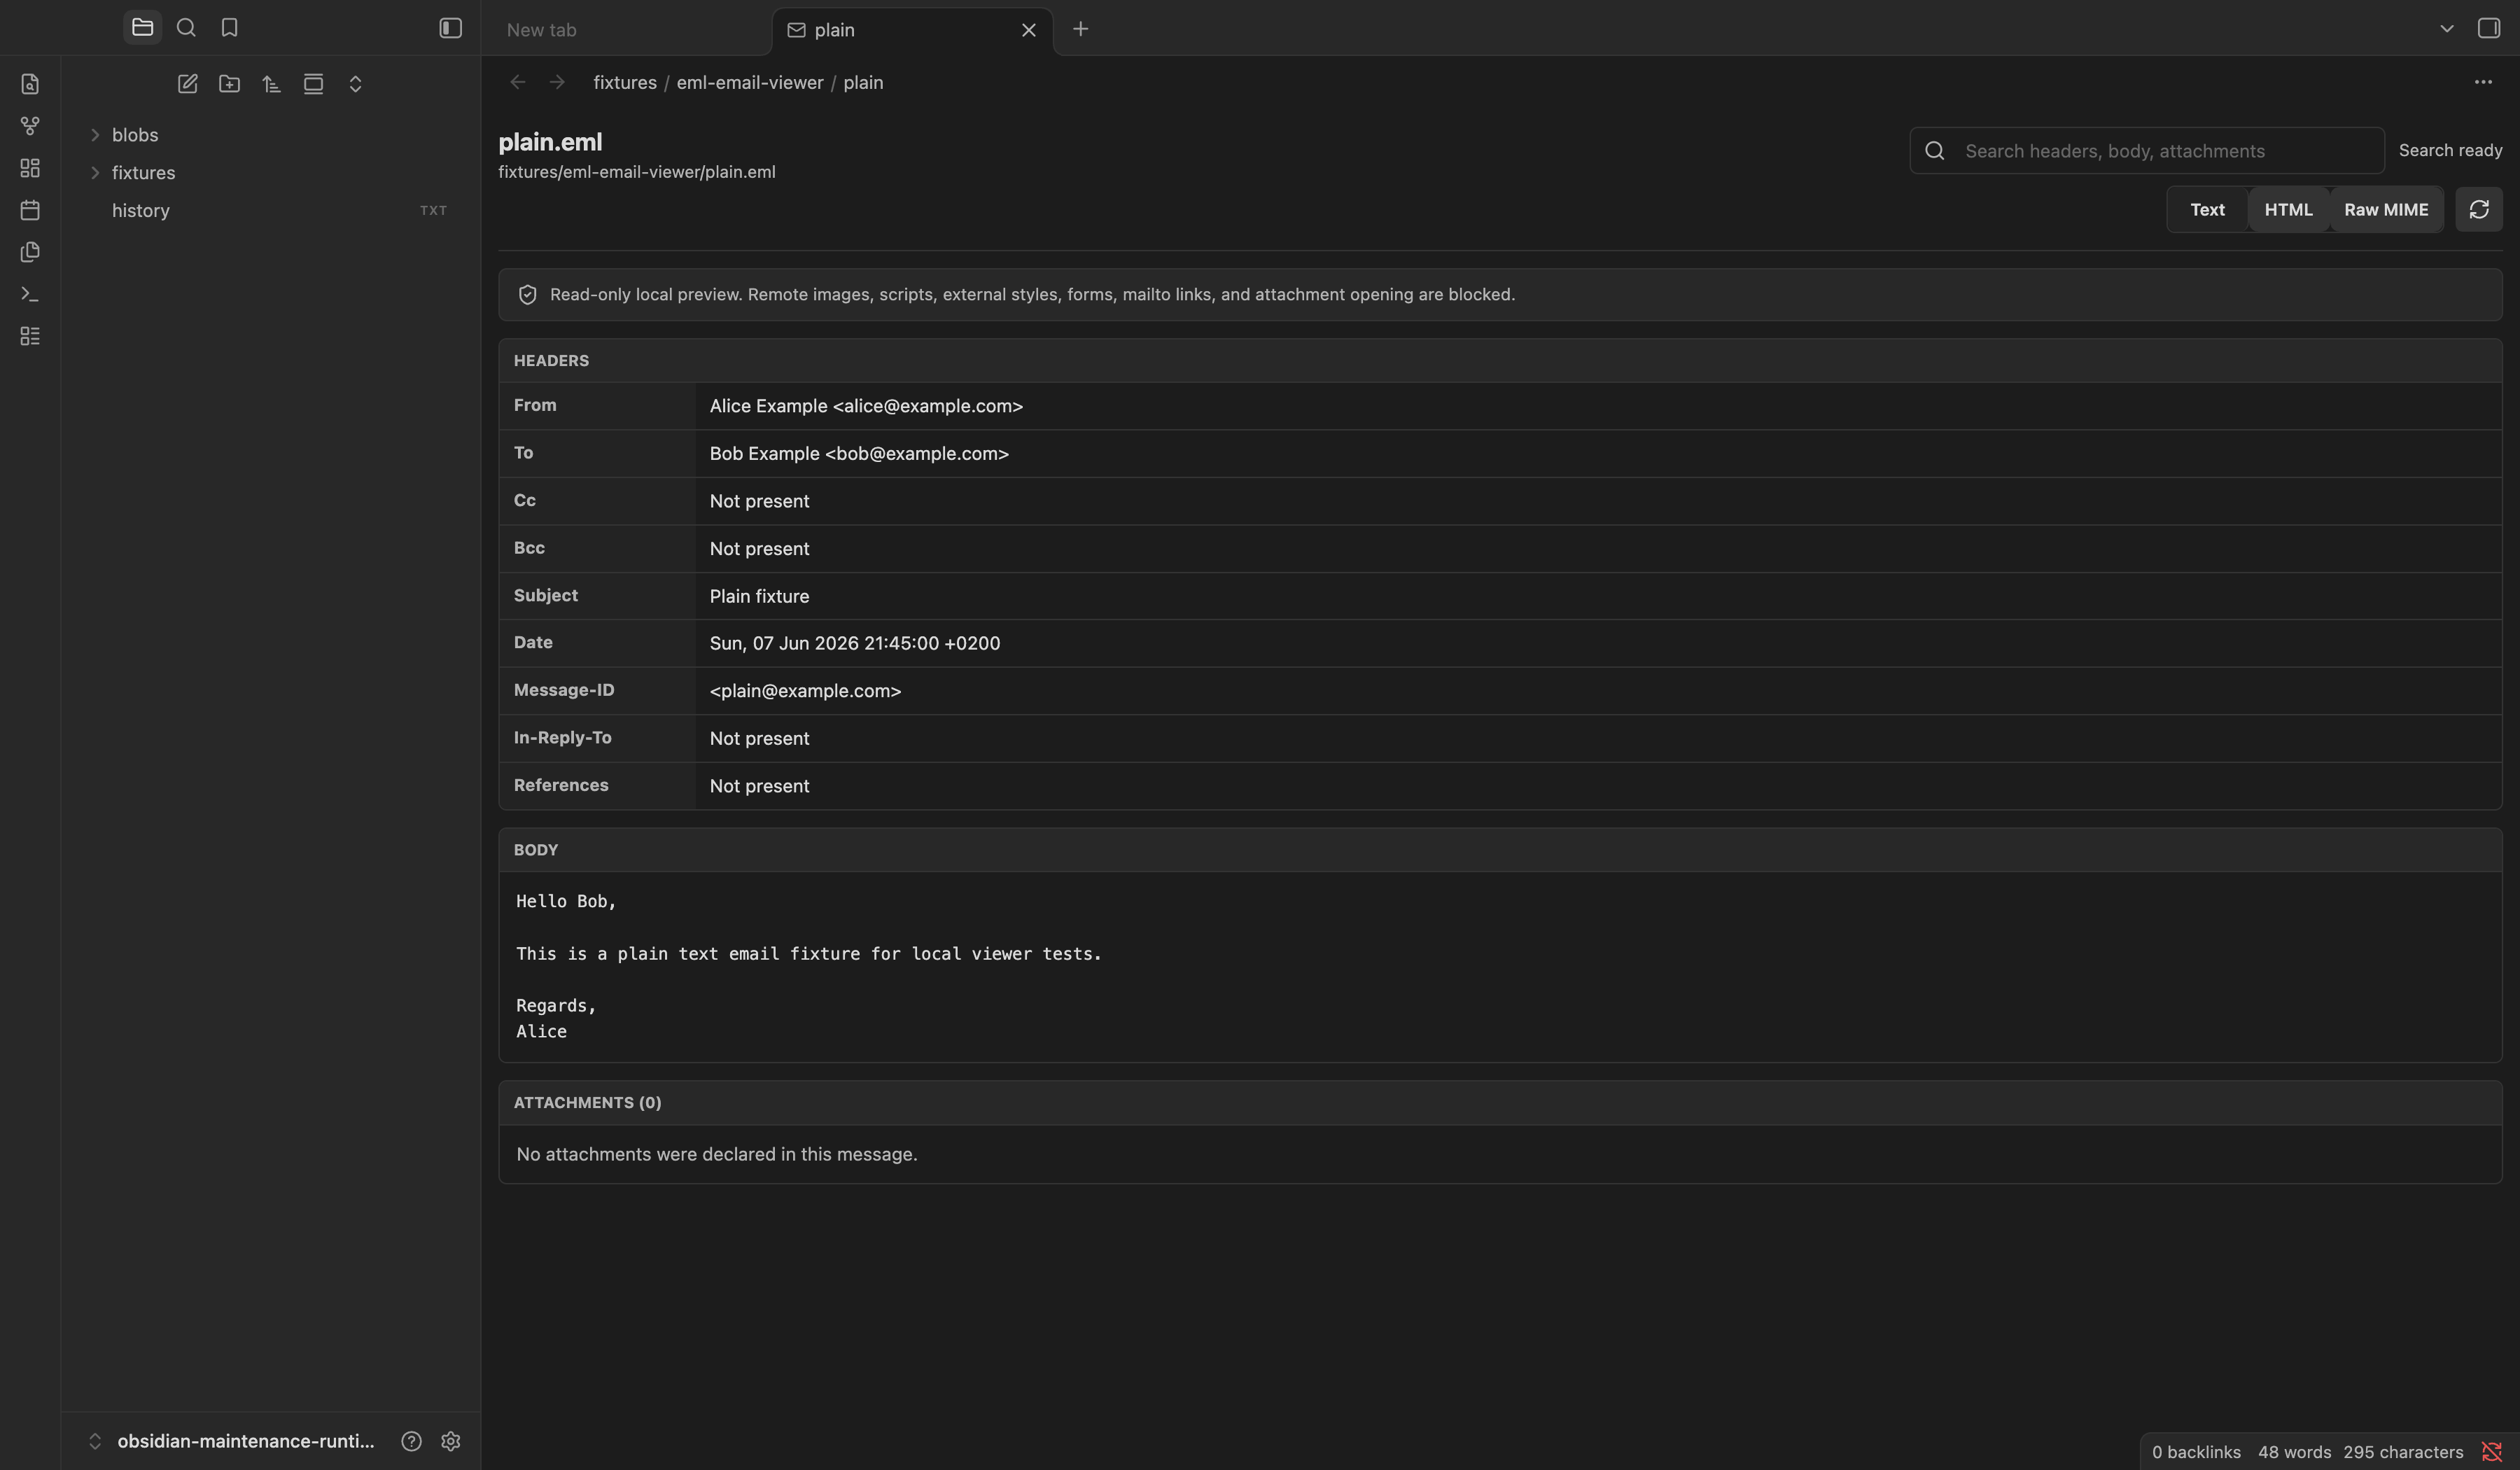 New tab
plain
fixtures / eml-email-viewer / plain
blobs
fixtures
history TXT
plain.eml
fixtures/eml-email-viewer/plain.eml
Search headers, body, attachments
Search ready
Text HTML Raw MIME
Read-only local preview. Remote images, scripts, external styles, forms, mailto links, and attachment opening are blocked.
HEADERS
From Alice Example <alice@example.com>
To Bob Example <bob@example.com>
Cc Not present
Bcc Not present
Subject Plain fixture
Date Sun, 07 Jun 2026 21:45:00 +0200
Message-ID <plain@example.com>
In-Reply-To Not present
References Not present
BODY
Hello Bob,
This is a plain text email fixture for local viewer tests.
Regards,
Alice
ATTACHMENTS (0)
No attachments were declared in this message.
obsidian-maintenance-runti...
0 backlinks 48 words 295 characters